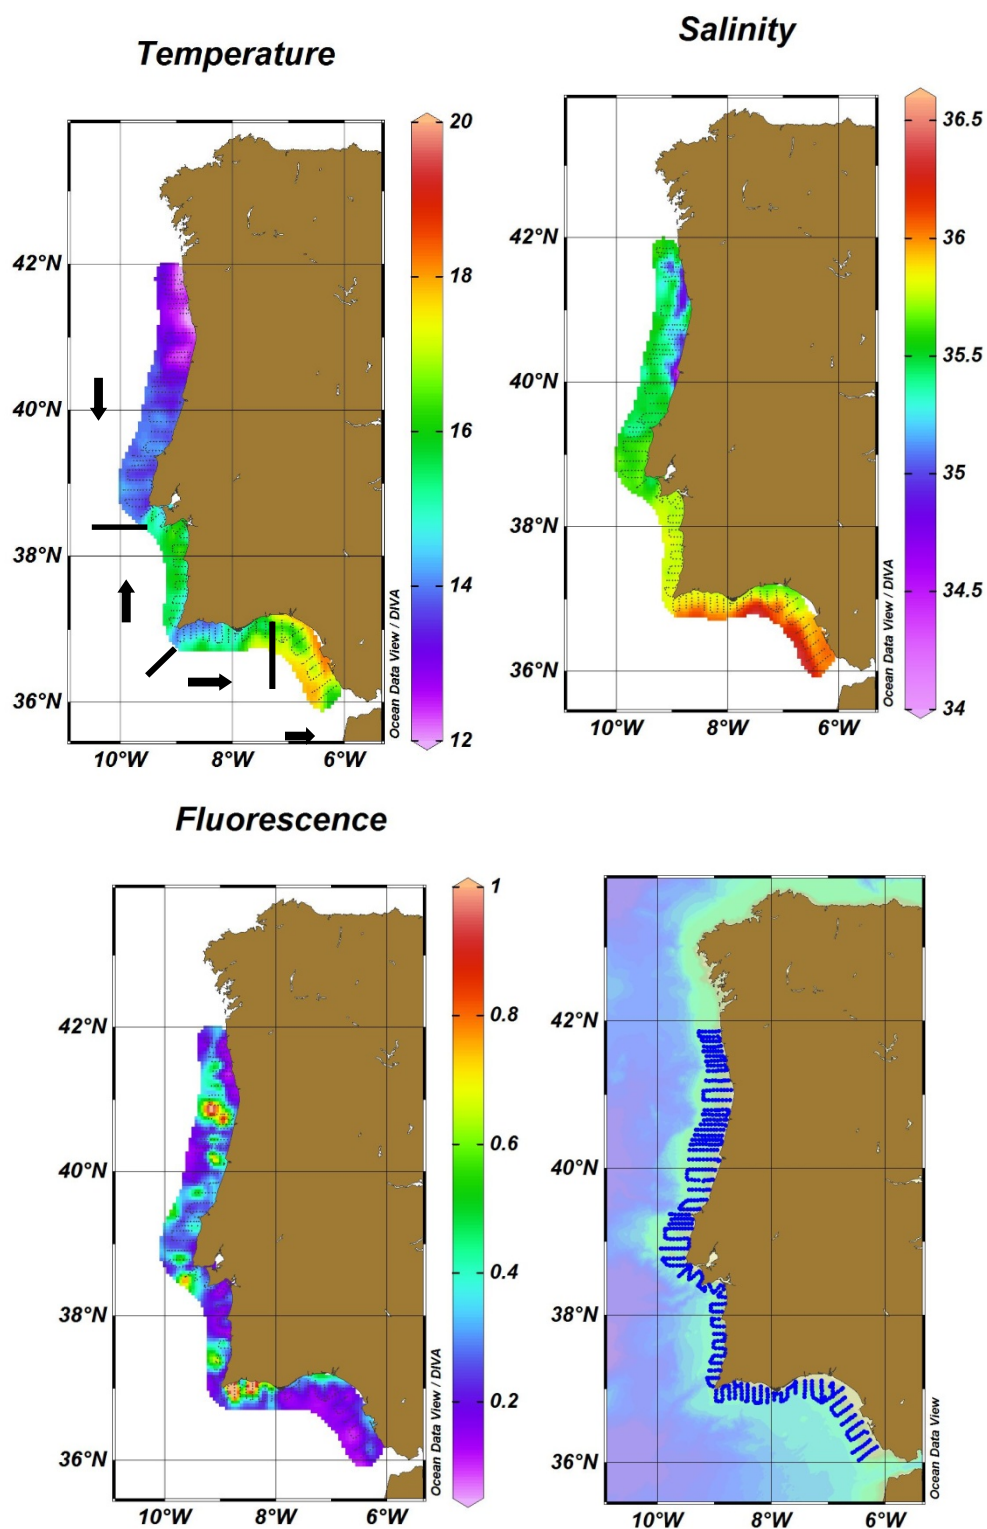 Temperature
20
18
16
14
12
42°N
40°N
38°N
36°N
10°W
8°W
6°W
Ocean Data View / DIVA
Salinity
36.5
36
35.5
35
34.5
34
42°N
40°N
38°N
36°N
10°W
8°W
6°W
Ocean Data View / DIVA
Fluorescence
1
0.8
0.6
0.4
0.2
42°N
40°N
38°N
36°N
10°W
8°W
6°W
Ocean Data View / DIVA
42°N
40°N
38°N
36°N
10°W
8°W
6°W
Ocean Data View